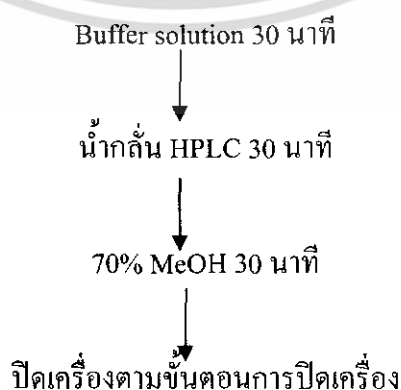 Buffer solution 30 นาที
น้ำกลั่น HPLC 30 นาที
70% MeOH 30 นาที
ปิดเครื่องตามขั้นตอนการปิดเครื่อง